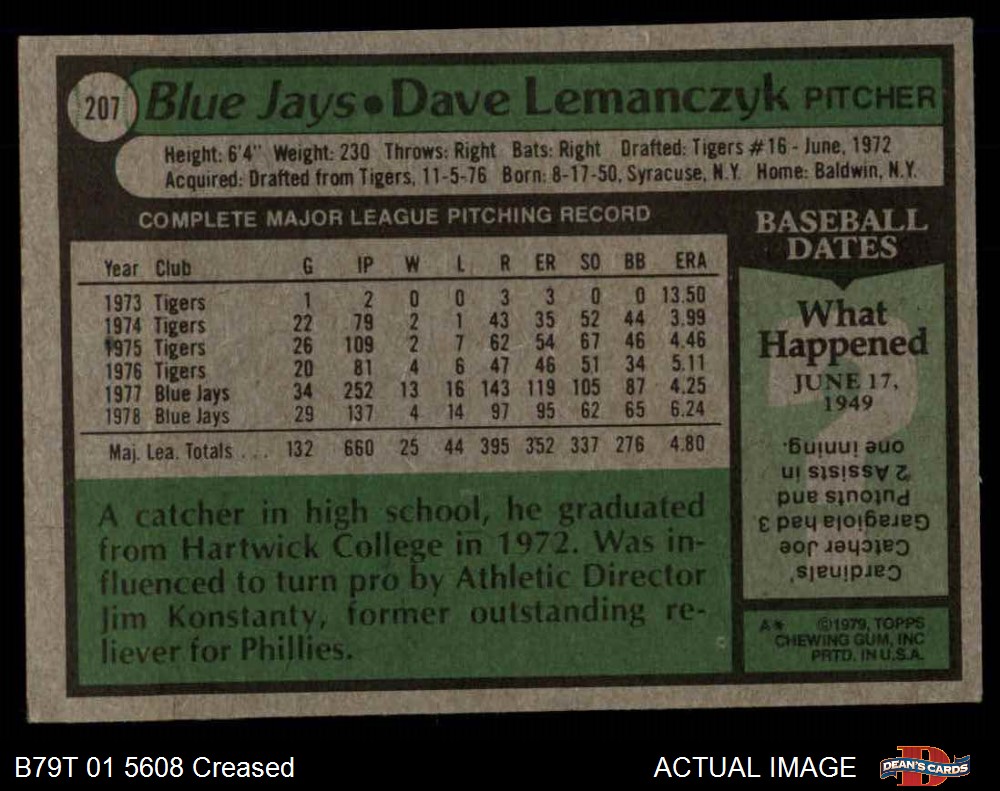 207 Blue Jays • Dave Lemanczyk PITCHER
Height: 6'4" Weight: 230 Throws: Right Bats: Right Drafted: Tigers #16 - June, 1972
Acquired: Drafted from Tigers, 11-5-76 Born: 8-17-50, Syracuse, N.Y. Home: Baldwin, N.Y.
COMPLETE MAJOR LEAGUE PITCHING RECORD
Year Club G IP W L R ER SO BB ERA
1973 Tigers 1 2 0 0 3 3 0 0 13.50
1974 Tigers 22 79 2 1 43 35 52 44 3.99
1975 Tigers 26 109 2 7 62 54 67 46 4.46
1976 Tigers 20 81 4 6 47 46 51 34 5.11
1977 Blue Jays 34 252 13 16 143 119 105 87 4.25
1978 Blue Jays 29 137 4 14 97 95 62 65 6.24
Maj. Lea. Totals . . . 132 660 25 44 395 352 337 276 4.80
A catcher in high school, he graduated
from Hartwick College in 1972. Was in-
fluenced to turn pro by Athletic Director
Jim Konstanty, former outstanding re-
liever for Phillies.
BASEBALL
DATES
What
Happened
JUNE 17,
1949
Cardinals'
Catcher Joe
Garagiola had 3
Putouts and
2 Assists in
one inning.
A* ©1979, TOPPS
CHEWING GUM, INC
PRTD. IN U.S.A.
B79T 01 5608 Creased
ACTUAL IMAGE
D
DEAN'S CARDS